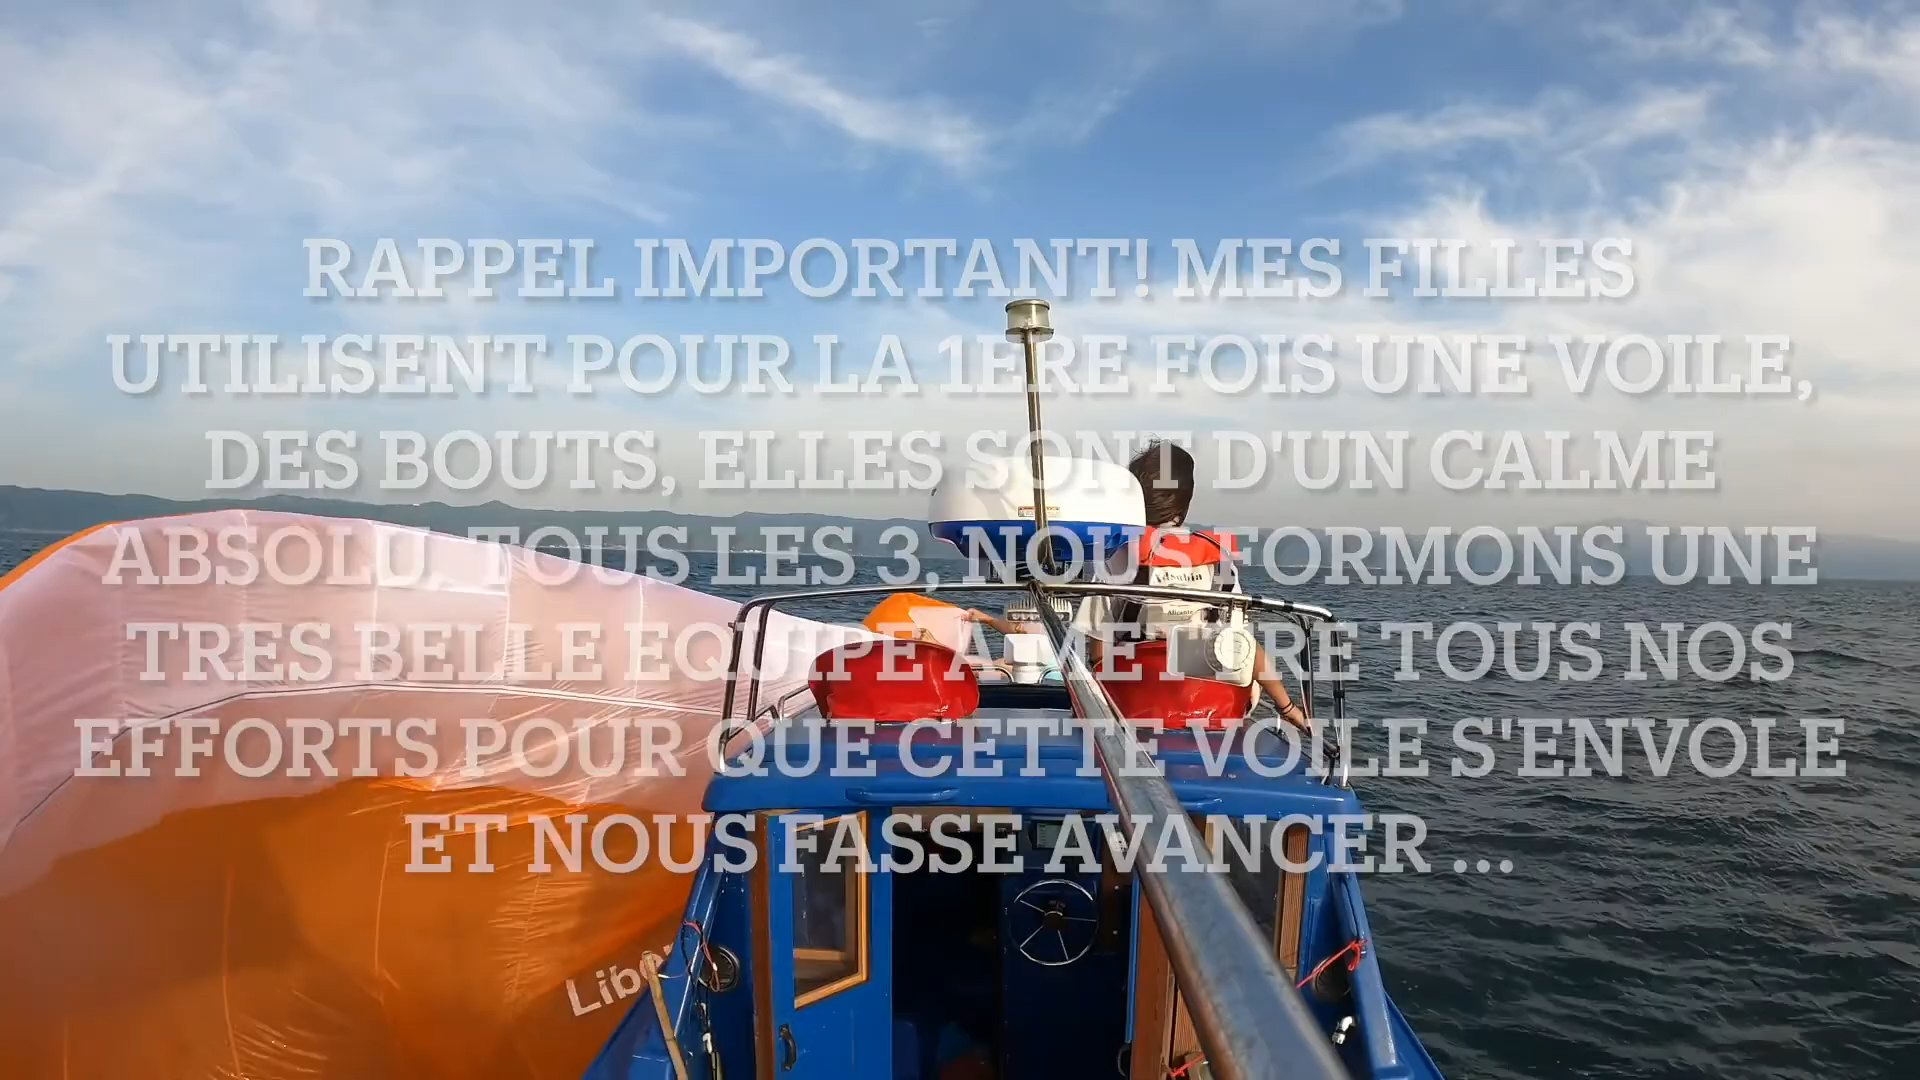 RAPPEL IMPORTANT! MES FILLES
UTILISENT POUR LA 1ERE FOIS UNE VOILE,
DES BOUTS, ELLES SONT D'UN CALME
ABSOLU. TOUS LES 3, NOUS FORMONS UNE
TRES BELLE EQUIPE A METTRE TOUS NOS
EFFORTS POUR QUE CETTE VOILE S'ENVOLE
ET NOUS FASSE AVANCER ...